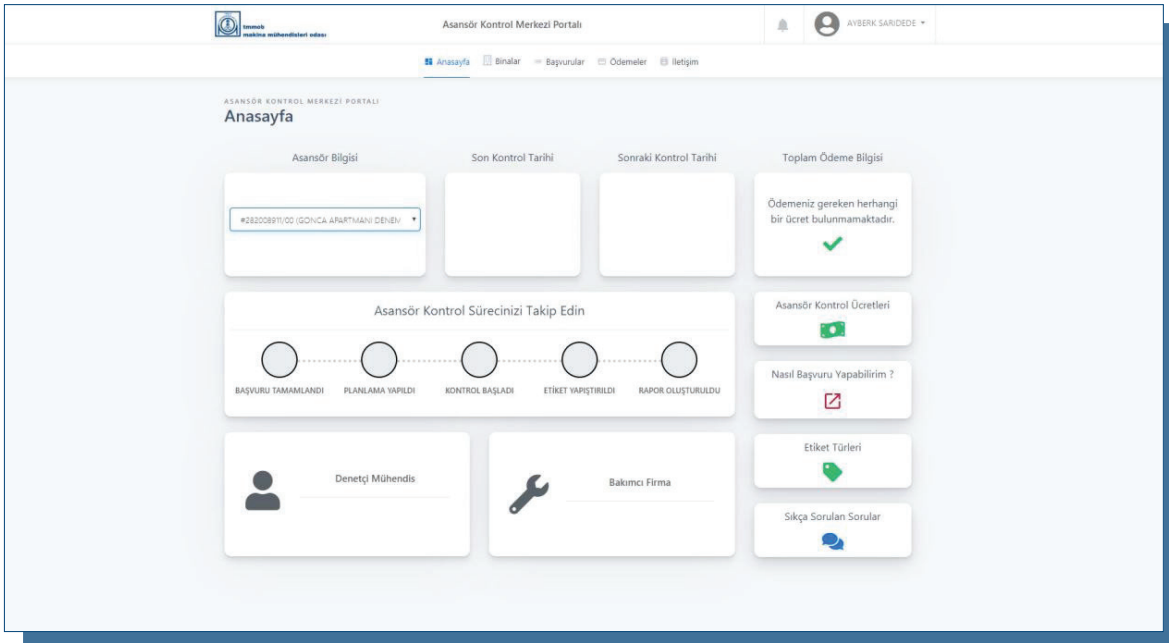 tmmob
makina mühendisleri odası
Asansör Kontrol Merkezi Portalı
AYBERK SARIDEDE
Anasayfa
Binalar
Başvurular
Ödemeler
İletişim
ASANSÖR KONTROL MERKEZİ PORTALI
Anasayfa
Asansör Bilgisi
Son Kontrol Tarihi
Sonraki Kontrol Tarihi
Toplam Ödeme Bilgisi
#282008911/00 (GONCA APARTMANI DENEM
Ödemeniz gereken herhangi
bir ücret bulunmamaktadır.
Asansör Kontrol Sürecinizi Takip Edin
BAŞVURU TAMAMLANDI
PLANLAMA YAPILDI
KONTROL BAŞLADI
ETİKET YAPIŞTIRILDI
RAPOR OLUŞTURULDU
Asansör Kontrol Ücretleri
Nasıl Başvuru Yapabilirim ?
Denetçi Mühendis
Bakımcı Firma
Etiket Türleri
Sıkça Sorulan Sorular